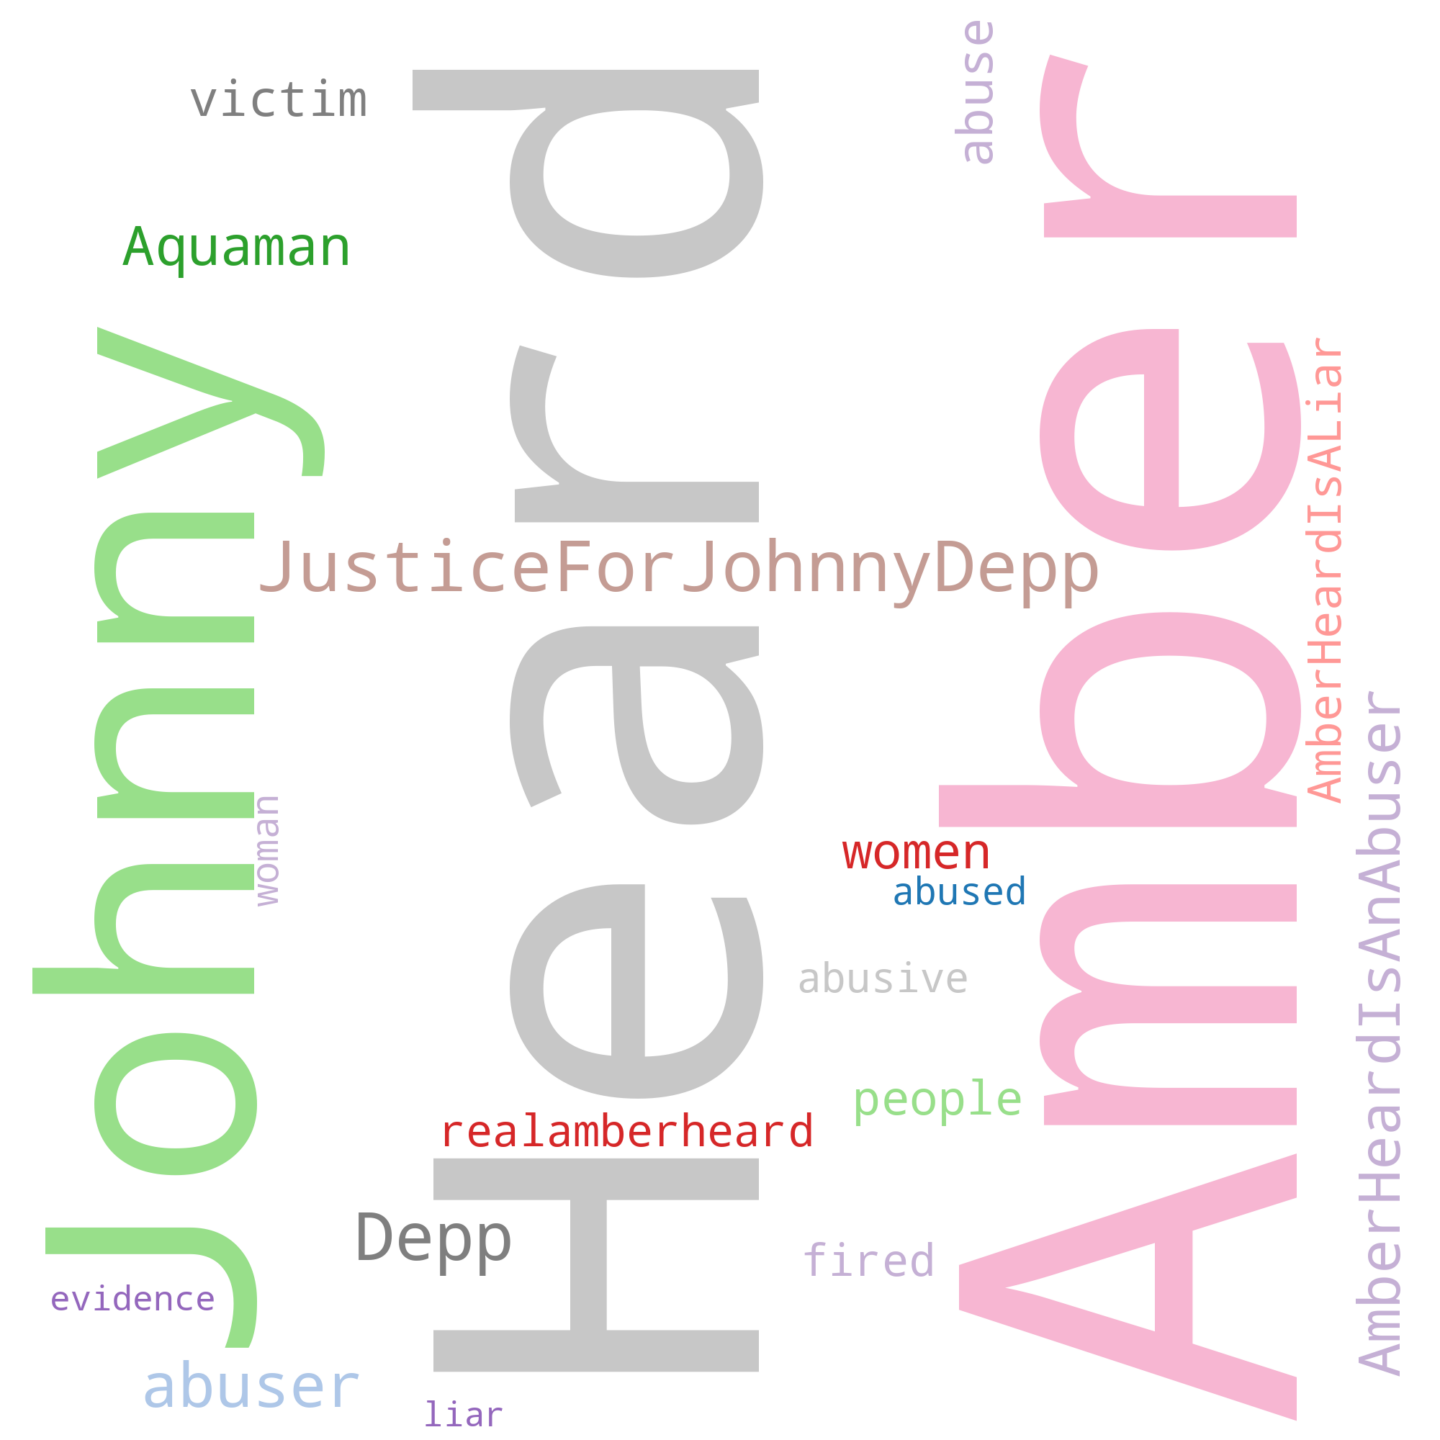 victim
abuse
Aquaman
Johnny
Heard
Amber
JusticeForJohnnyDepp
AmberHeardIsALiar
AmberHeardIsAnAbuser
woman
women
abused
abusive
people
realamberheard
Depp
fired
evidence
abuser
liar